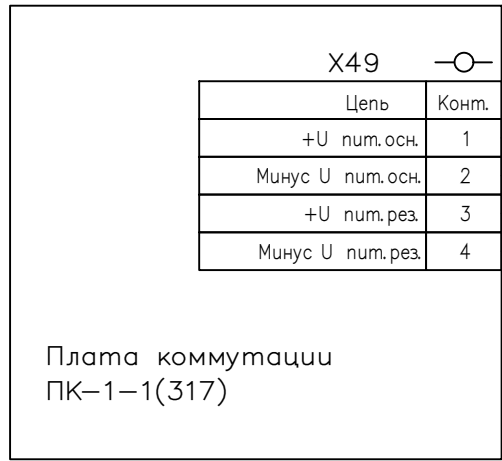 X49
Цепь Конт.
+U пит.осн. 1
Минус U пит.осн. 2
+U пит.рез. 3
Минус U пит.рез. 4
Плата коммутации
ПК-1-1(317)